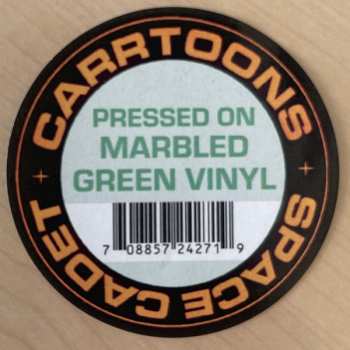 CARRTOONS
PRESSED ON
MARBLED
GREEN VINYL
7 08857 24271 9
SPACE CADET